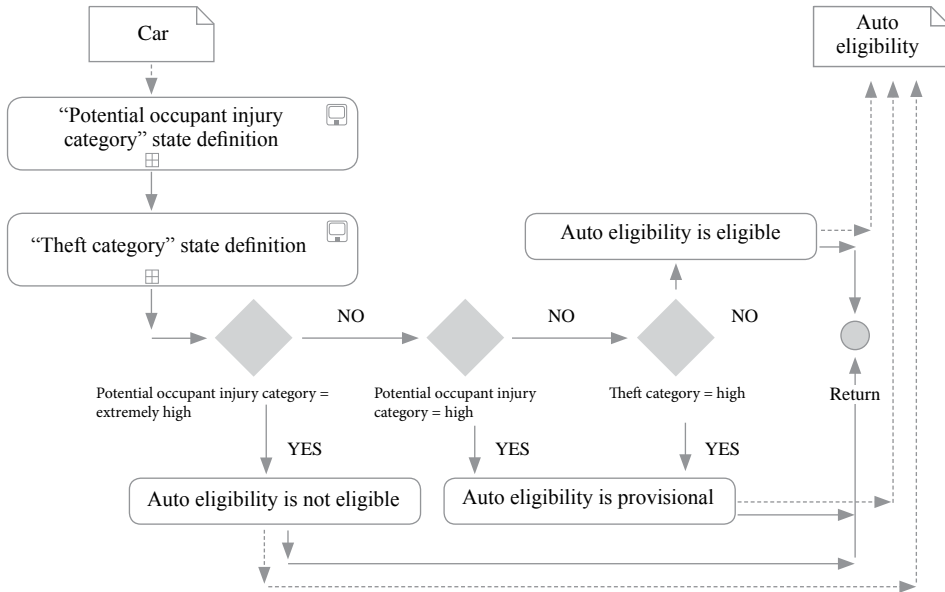 Car
Auto
eligibility
“Potential occupant injury
category” state definition
“Theft category” state definition
Auto eligibility is eligible
NO
NO
NO
Potential occupant injury category =
extremely high
Potential occupant injury
category = high
Theft category = high
Return
YES
YES
YES
Auto eligibility is not eligible
Auto eligibility is provisional